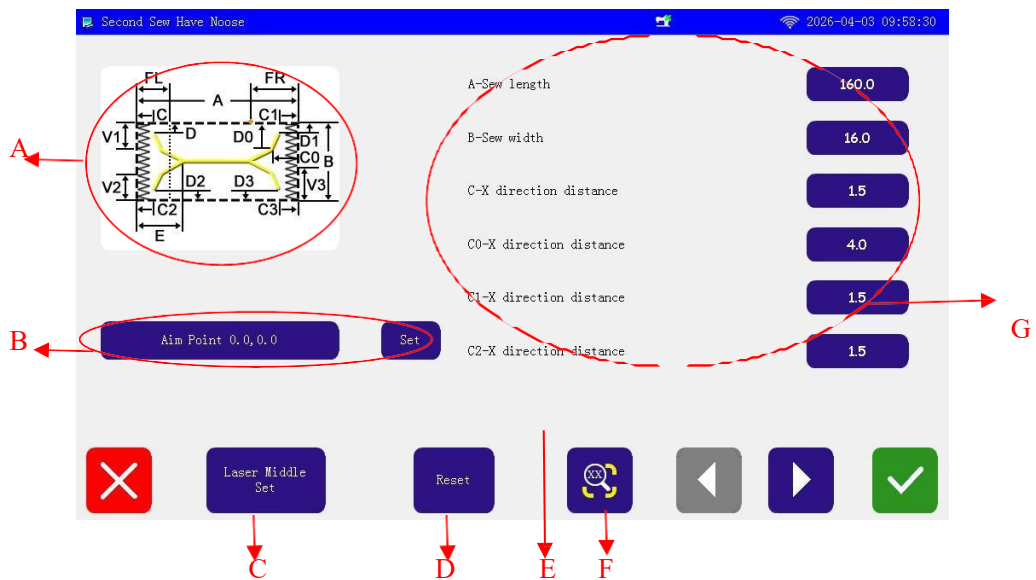 Second Sew Have Noose
2026-04-03 09:58:30
FL FR
A
C C1
V1 D D0 D1
C0 B
V2 D2 D3 V3
C2 C3
E
A-Sew length 160.0
B-Sew width 16.0
C-X direction distance 1.5
C0-X direction distance 4.0
C1-X direction distance 1.5
C2-X direction distance 1.5
Aim Point 0.0,0.0 Set
Laser Middle
Set
Reset
XX
A
B
C
D
E
F
G